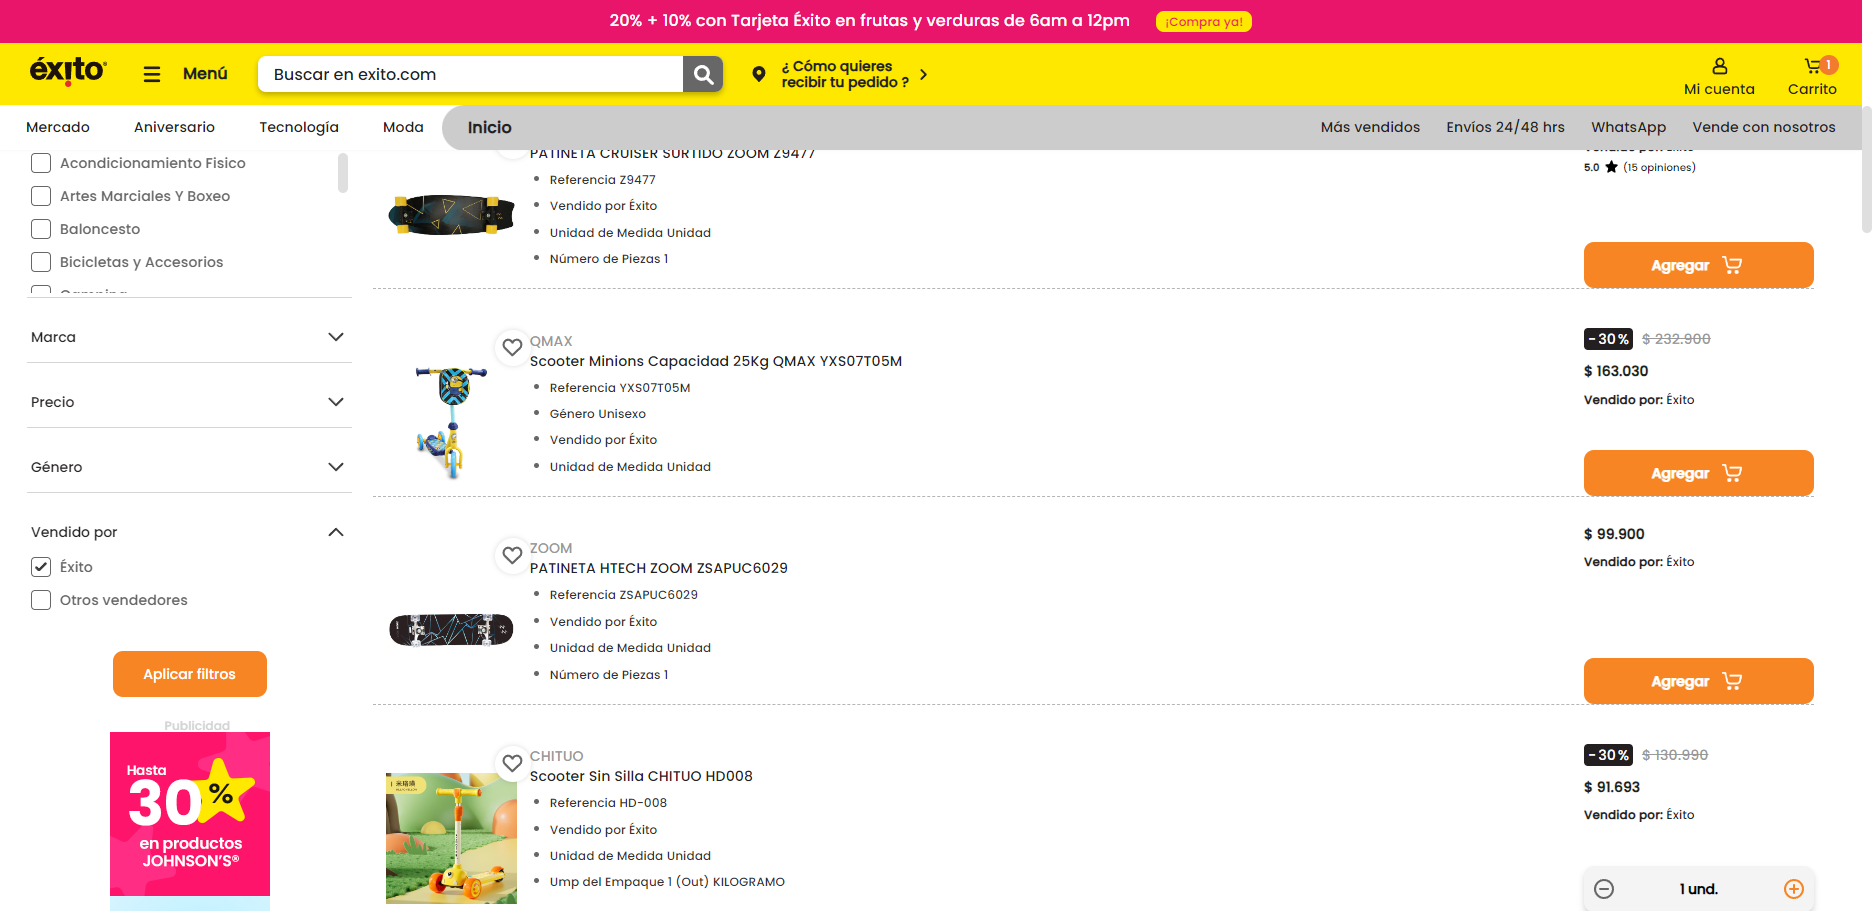 20% + 10% con Tarjeta Éxito en frutas y verduras de 6am a 12pm ¡Compra ya!
éxito
Menú
Buscar en exito.com
¿ Cómo quieres
recibir tu pedido ?
Mi cuenta
1
Carrito
Mercado
Aniversario
Tecnología
Moda
Inicio
Más vendidos
Envíos 24/48 hrs
WhatsApp
Vende con nosotros
Acondicionamiento Fisico
Artes Marciales Y Boxeo
Baloncesto
Bicicletas y Accesorios
Marca
Precio
Género
Vendido por
Éxito
Otros vendedores
Aplicar filtros
Publicidad
Hasta
30%
en productos
JOHNSON'S®
PATINETA CRUISER SURTIDO ZOOM Z9477
Referencia Z9477
Vendido por Éxito
Unidad de Medida Unidad
Número de Piezas 1
Vendido por: Éxito
5.0 (15 opiniones)
Agregar
QMAX
Scooter Minions Capacidad 25Kg QMAX YXS07T05M
Referencia YXS07T05M
Género Unisexo
Vendido por Éxito
Unidad de Medida Unidad
-30% $ 232.900
$ 163.030
Vendido por: Éxito
Agregar
ZOOM
PATINETA HTECH ZOOM ZSAPUC6029
Referencia ZSAPUC6029
Vendido por Éxito
Unidad de Medida Unidad
Número de Piezas 1
$ 99.900
Vendido por: Éxito
Agregar
CHITUO
Scooter Sin Silla CHITUO HD008
Referencia HD-008
Vendido por Éxito
Unidad de Medida Unidad
Ump del Empaque 1 (Out) KILOGRAMO
-30% $ 130.990
$ 91.693
Vendido por: Éxito
1 und.